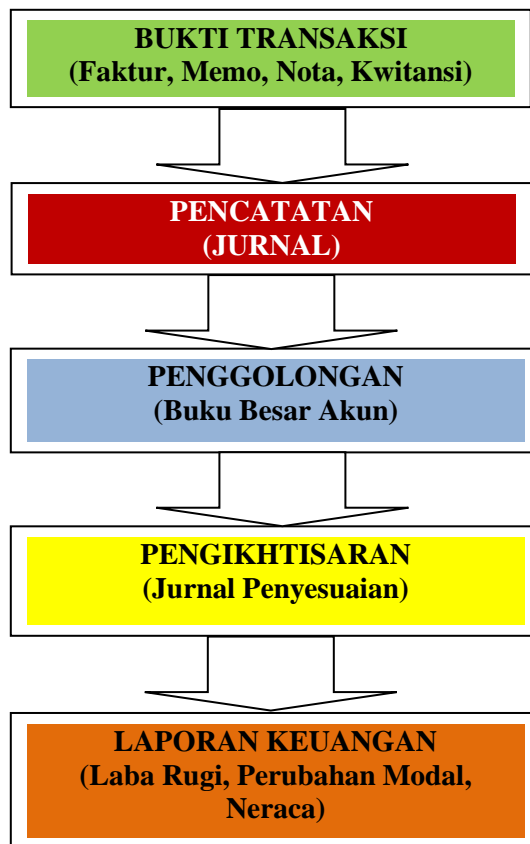 BUKTI TRANSAKSI
(Faktur, Memo, Nota, Kwitansi)
PENCATATAN
(JURNAL)
PENGGOLONGAN
(Buku Besar Akun)
PENGIKHTISARAN
(Jurnal Penyesuaian)
LAPORAN KEUANGAN
(Laba Rugi, Perubahan Modal,
Neraca)